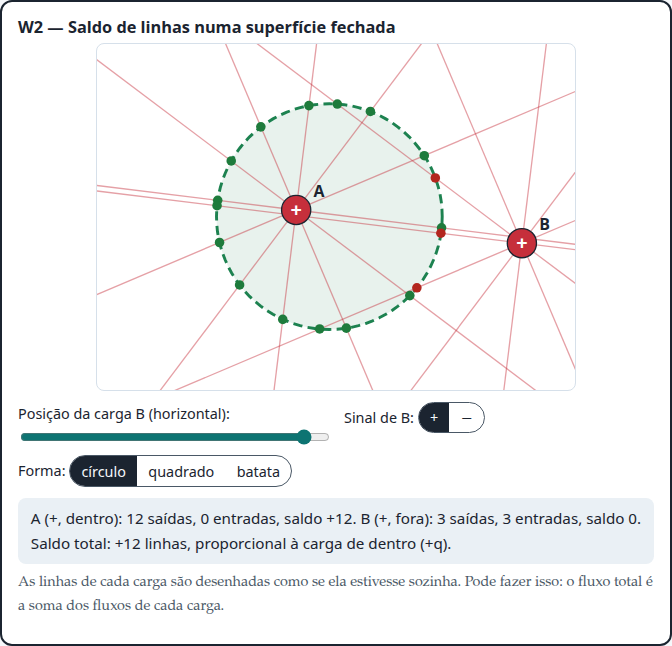 W2 — Saldo de linhas numa superfície fechada
A
+
B
+
Posição da carga B (horizontal):
Sinal de B: + −
Forma: círculo quadrado batata
A (+, dentro): 12 saídas, 0 entradas, saldo +12. B (+, fora): 3 saídas, 3 entradas, saldo 0.
Saldo total: +12 linhas, proporcional à carga de dentro (+q).
As linhas de cada carga são desenhadas como se ela estivesse sozinha. Pode fazer isso: o fluxo total é
a soma dos fluxos de cada carga.